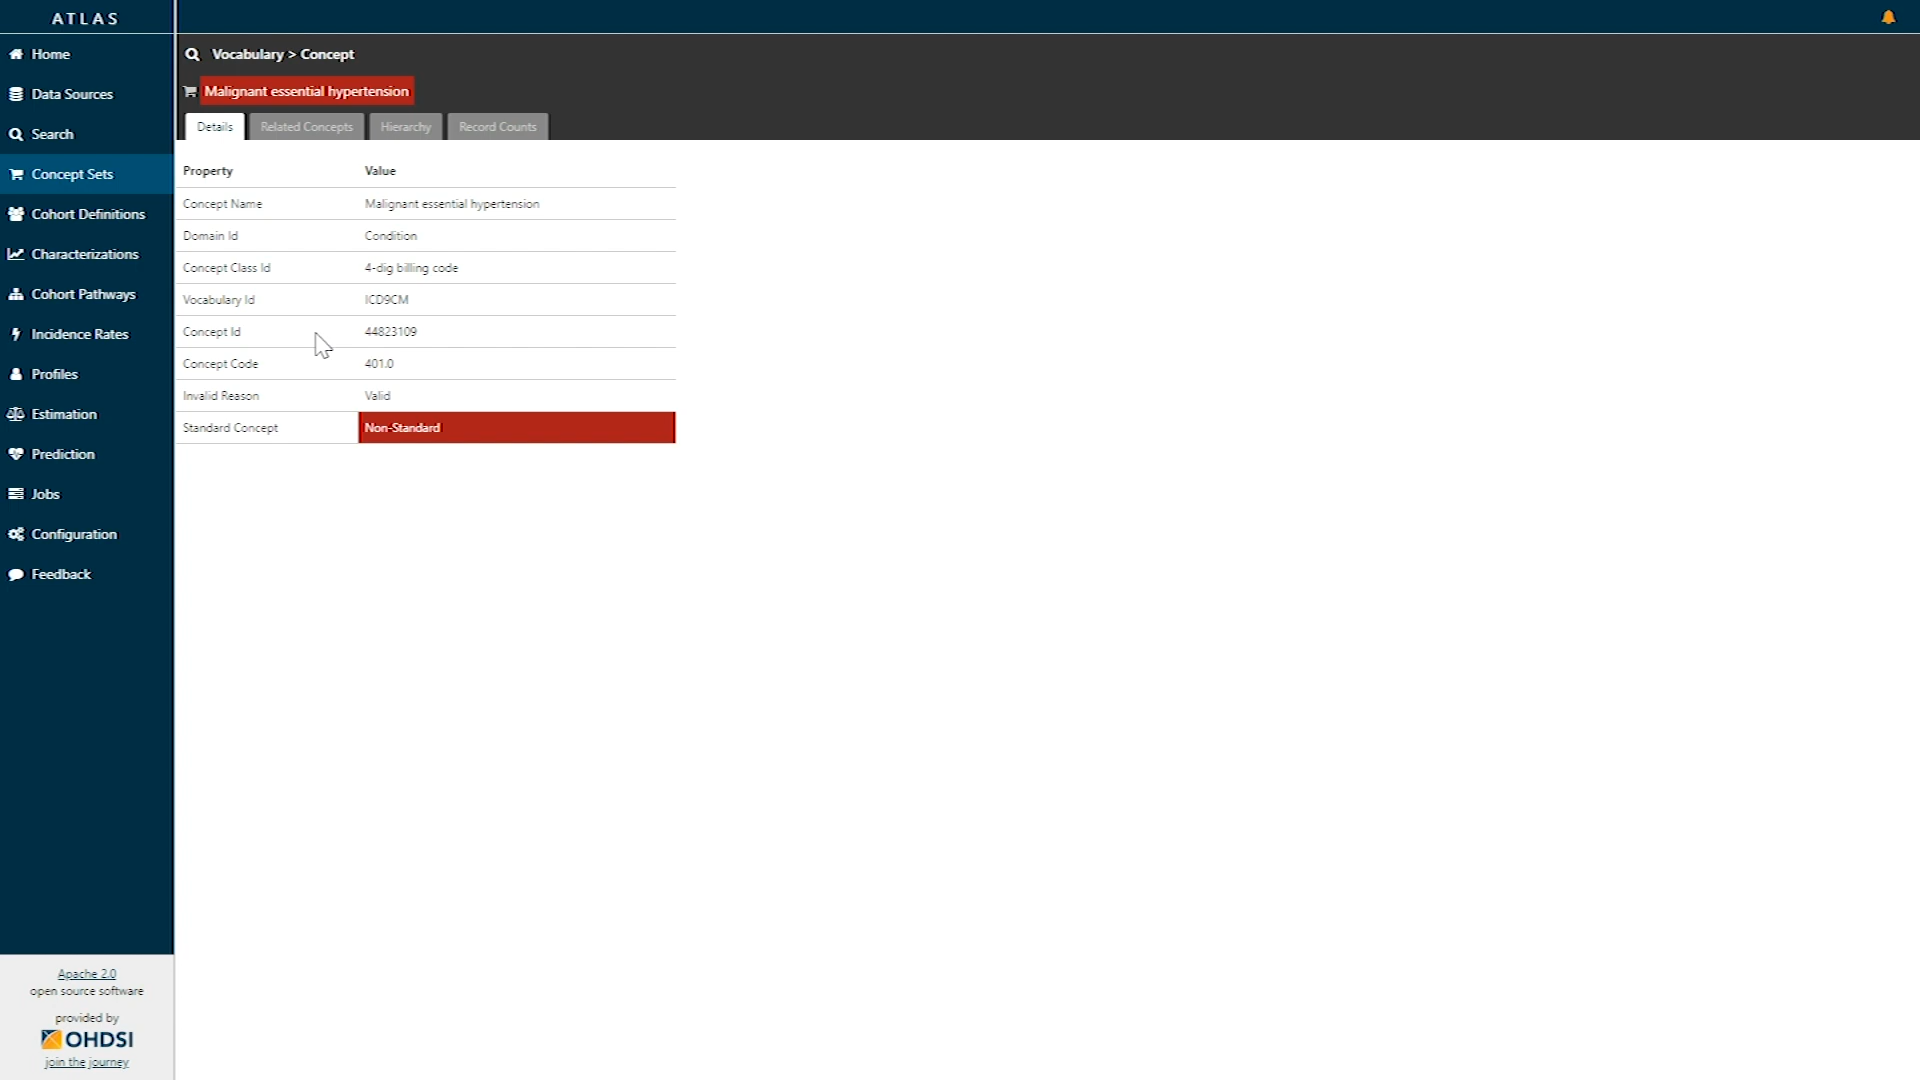 ATLAS
Home
Data Sources
Search
Concept Sets
Cohort Definitions
Characterizations
Cohort Pathways
Incidence Rates
Profiles
Estimation
Prediction
Jobs
Configuration
Feedback
Apache 2.0
open source software
provided by
OHDSI
join the journey
Vocabulary > Concept
Malignant essential hypertension
Details Related Concepts Hierarchy Record Counts
Property Value
Concept Name Malignant essential hypertension
Domain Id Condition
Concept Class Id 4-dig billing code
Vocabulary Id ICD9CM
Concept Id 44823109
Concept Code 401.0
Invalid Reason Valid
Standard Concept Non-Standard